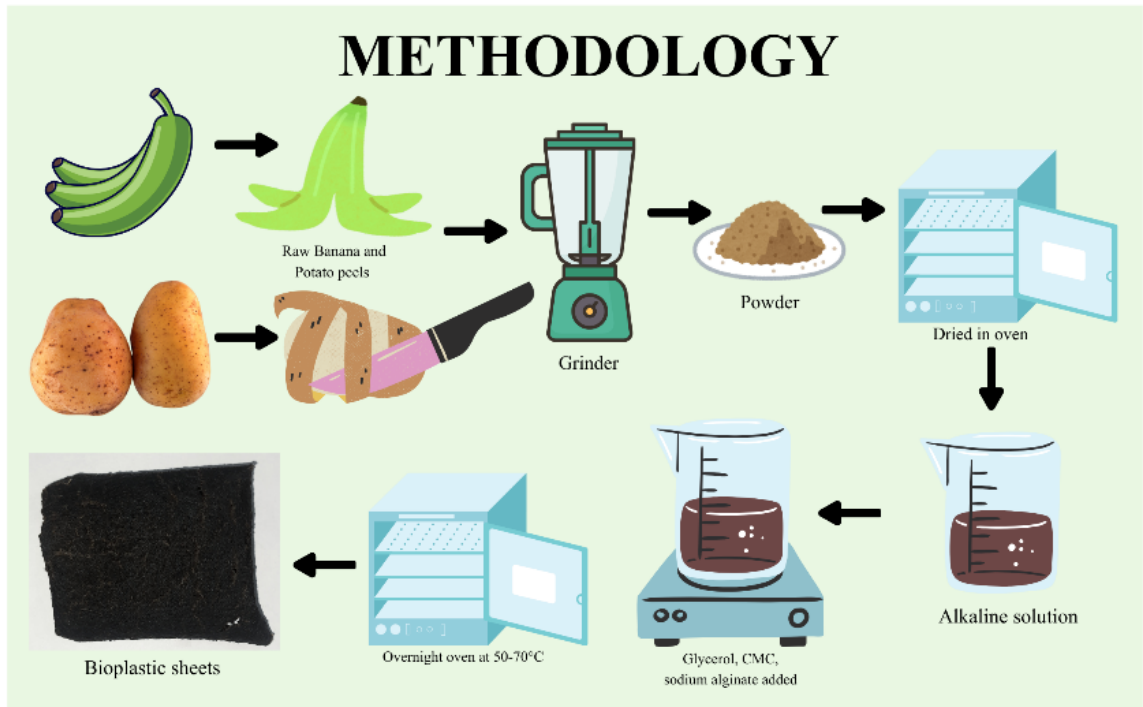 METHODOLOGY
Raw Banana and
Potato peels
Grinder
Powder
Dried in oven
Alkaline solution
Glycerol, CMC,
sodium alginate added
Overnight oven at 50-70°C
Bioplastic sheets